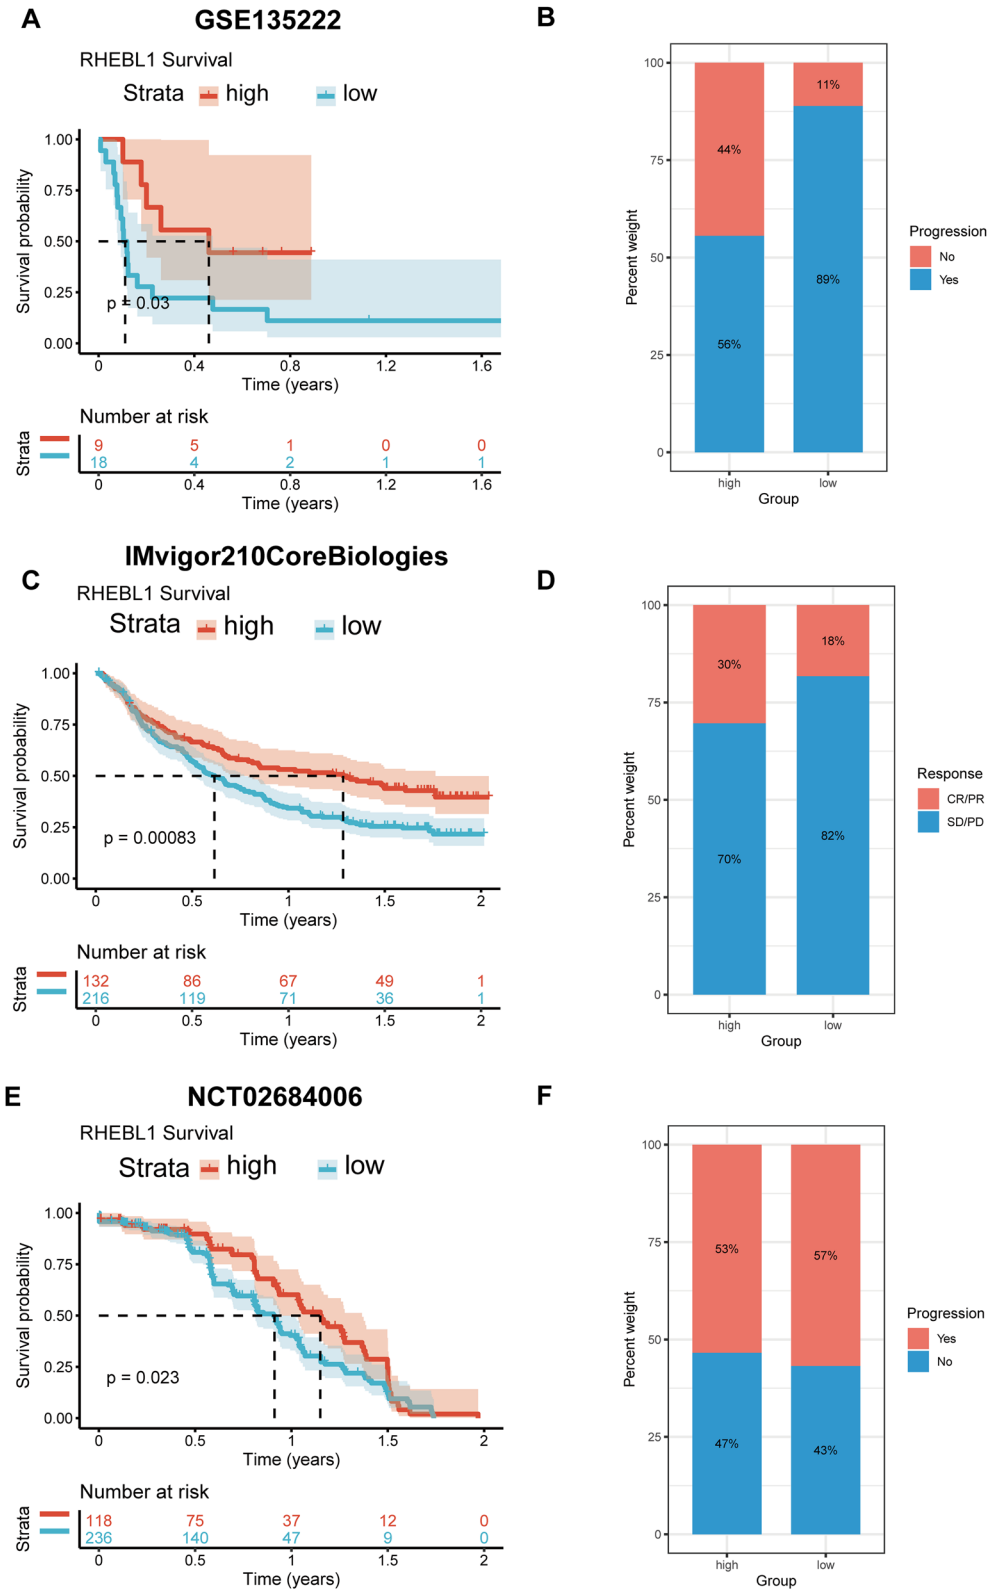 A
GSE135222
RHEBL1 Survival
Strata high low
Survival probability
1.00
0.75
0.50
0.25
0.00
p = 0.03
0 0.4 0.8 1.2 1.6
Time (years)
Number at risk
Strata
9 5 1 0 0
18 4 2 1 1
0 0.4 0.8 1.2 1.6
Time (years)
B
Percent weight
100
75
50
25
0
44%
56%
11%
89%
high low
Group
Progression
No
Yes
IMvigor210CoreBiologies
C
RHEBL1 Survival
Strata high low
Survival probability
1.00
0.75
0.50
0.25
0.00
p = 0.00083
0 0.5 1 1.5 2
Time (years)
Number at risk
Strata
132 86 67 49 1
216 119 71 36 1
0 0.5 1 1.5 2
Time (years)
D
Percent weight
100
75
50
25
0
30%
70%
18%
82%
high low
Group
Response
CR/PR
SD/PD
E
NCT02684006
RHEBL1 Survival
Strata high low
Survival probability
1.00
0.75
0.50
0.25
0.00
p = 0.023
0 0.5 1 1.5 2
Time (years)
Number at risk
Strata
118 75 37 12 0
236 140 47 9 0
0 0.5 1 1.5 2
Time (years)
F
Percent weight
100
75
50
25
0
53%
47%
57%
43%
high low
Group
Progression
Yes
No